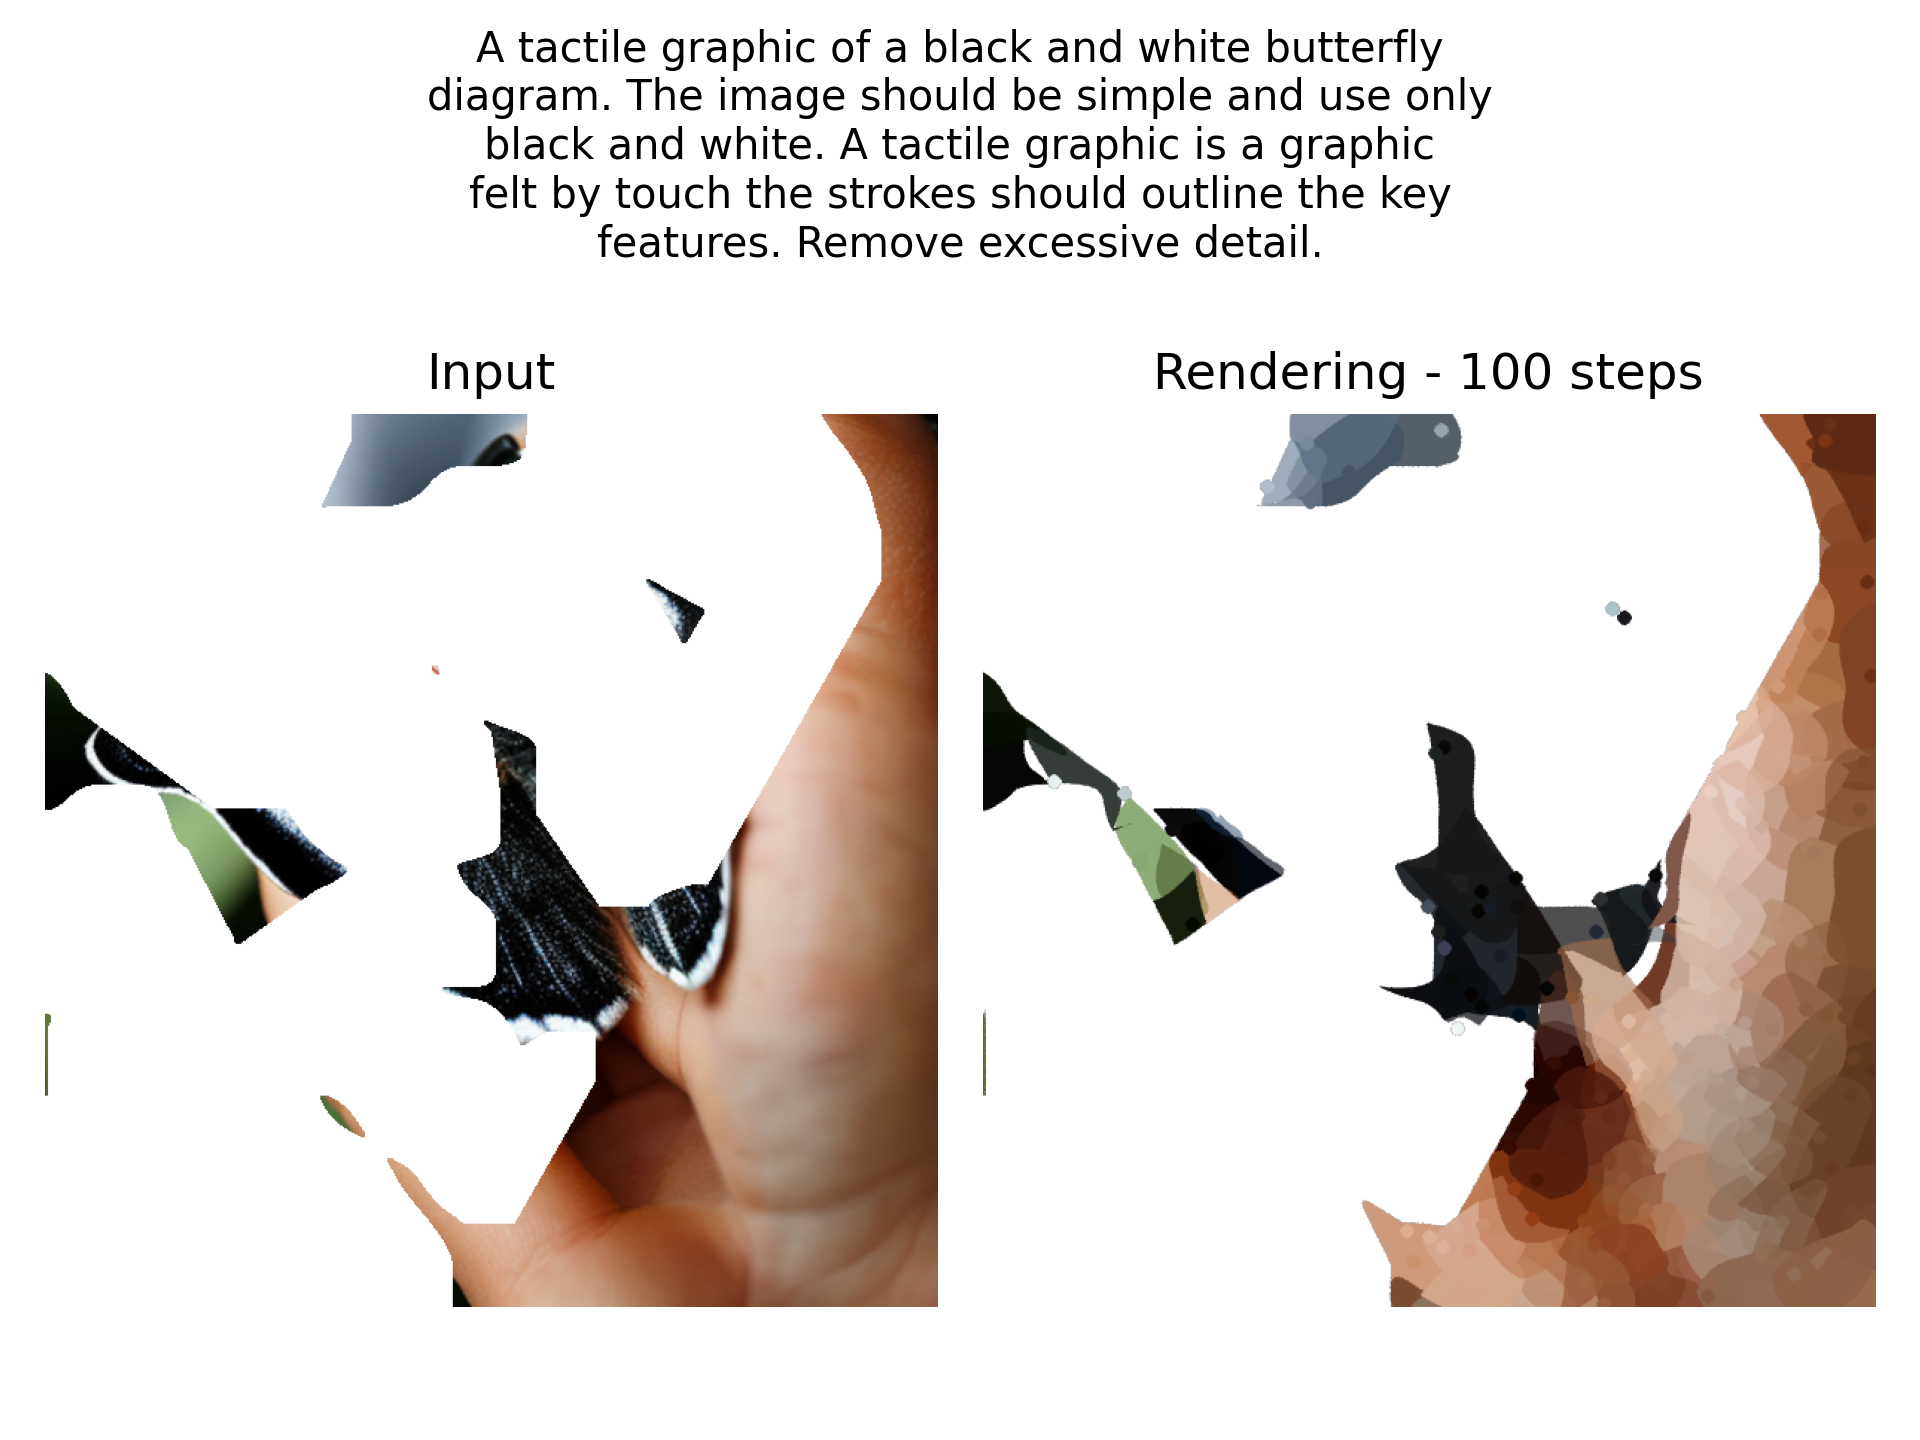 A tactile graphic of a black and white butterfly
diagram. The image should be simple and use only
black and white. A tactile graphic is a graphic
felt by touch the strokes should outline the key
features. Remove excessive detail.
Input
Rendering - 100 steps